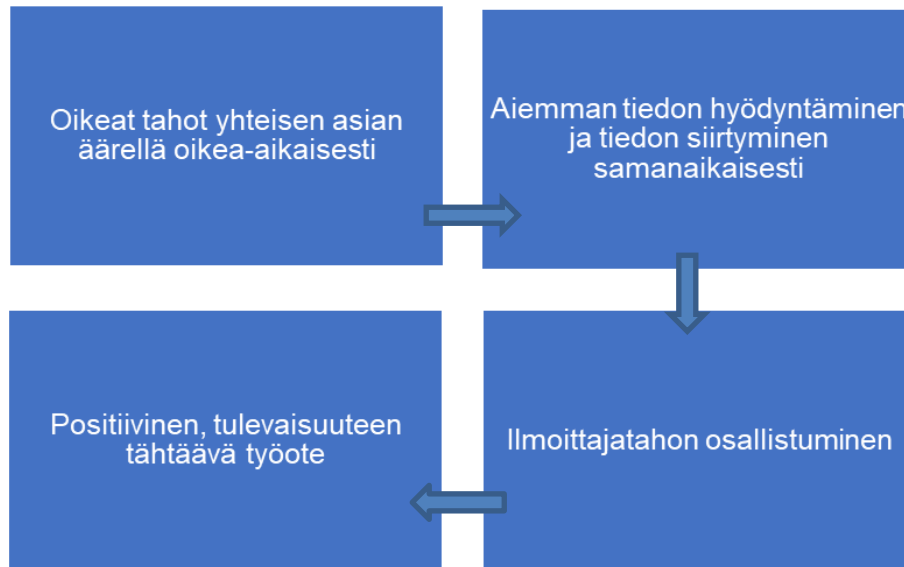 Oikeat tahot yhteisen asian
äärellä oikea-aikaisesti
Aiemman tiedon hyödyntäminen
ja tiedon siirtyminen
samanaikaisesti
Ilmoittajatahon osallistuminen
Positiivinen, tulevaisuuteen
tähtäävä työote